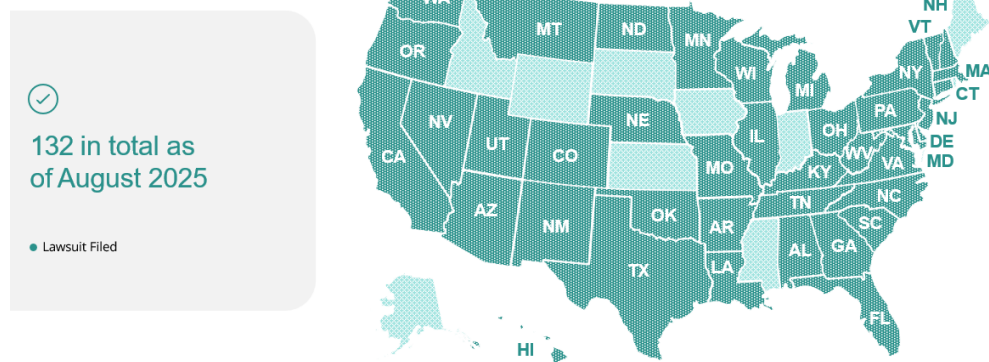 132 in total as
of August 2025
Lawsuit Filed
WA
OR
CA
NV
UT
AZ
MT
CO
NM
ND
NE
OK
TX
MN
MO
AR
LA
WI
IL
MI
OH
KY
TN
AL
GA
FL
SC
NC
VA
WV
PA
NY
VT
NH
MA
CT
NJ
DE
MD
HI